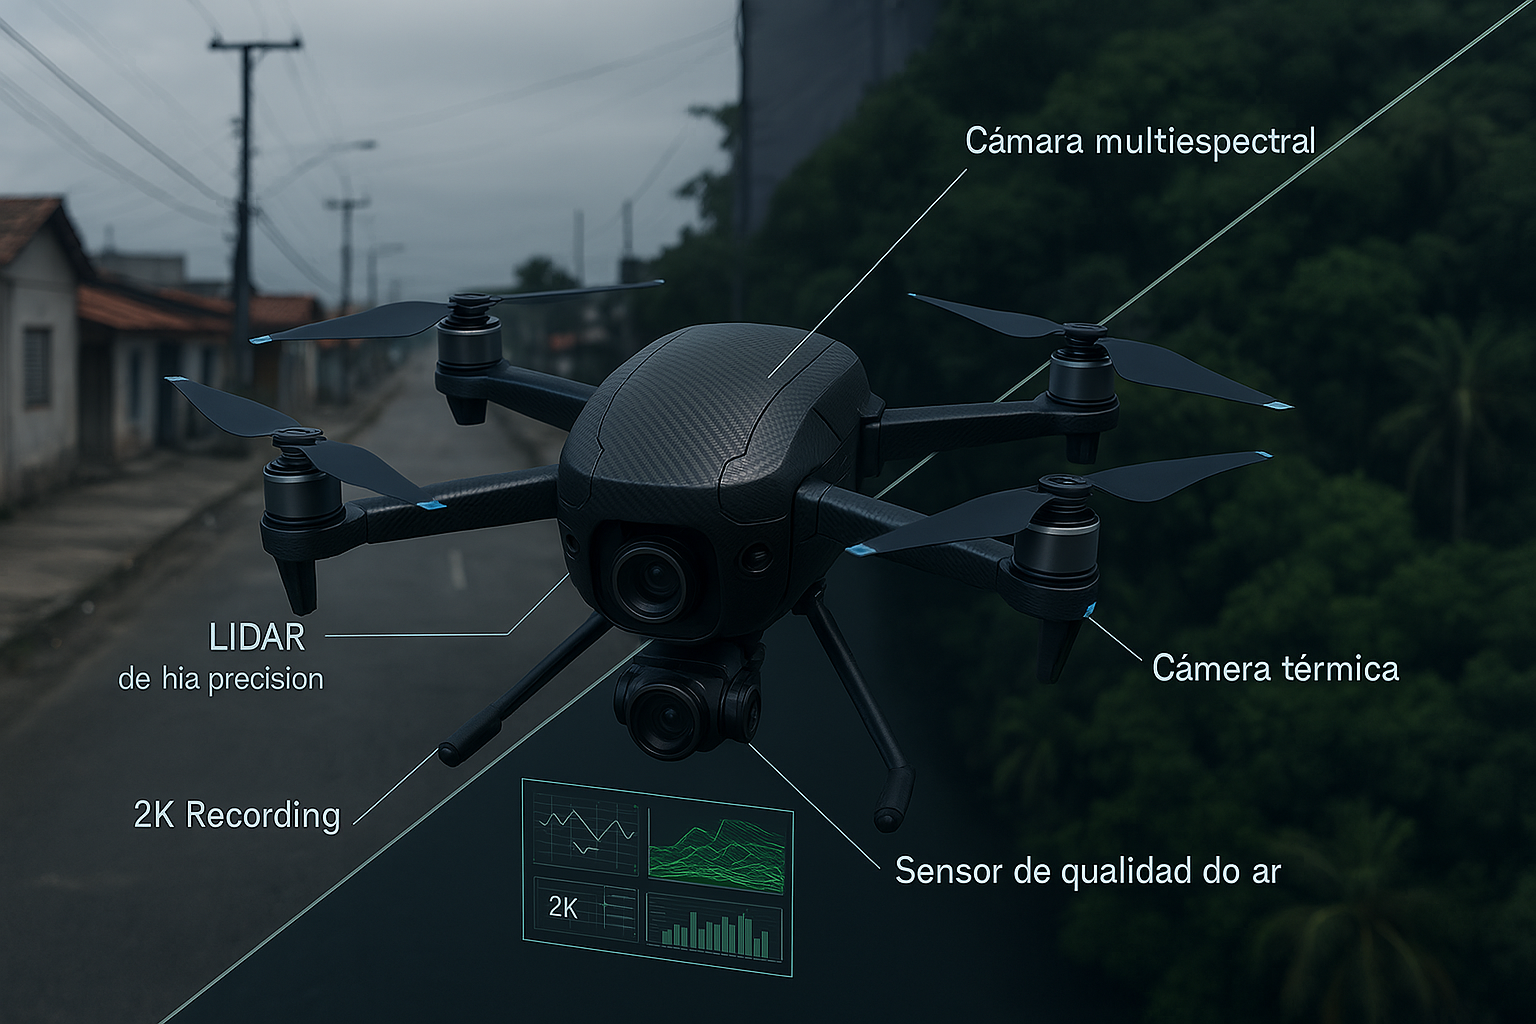 Cámara multiespectral
LIDAR
de hia precision
Cámera térmica
2K Recording
Sensor de qualidad do ar
2K